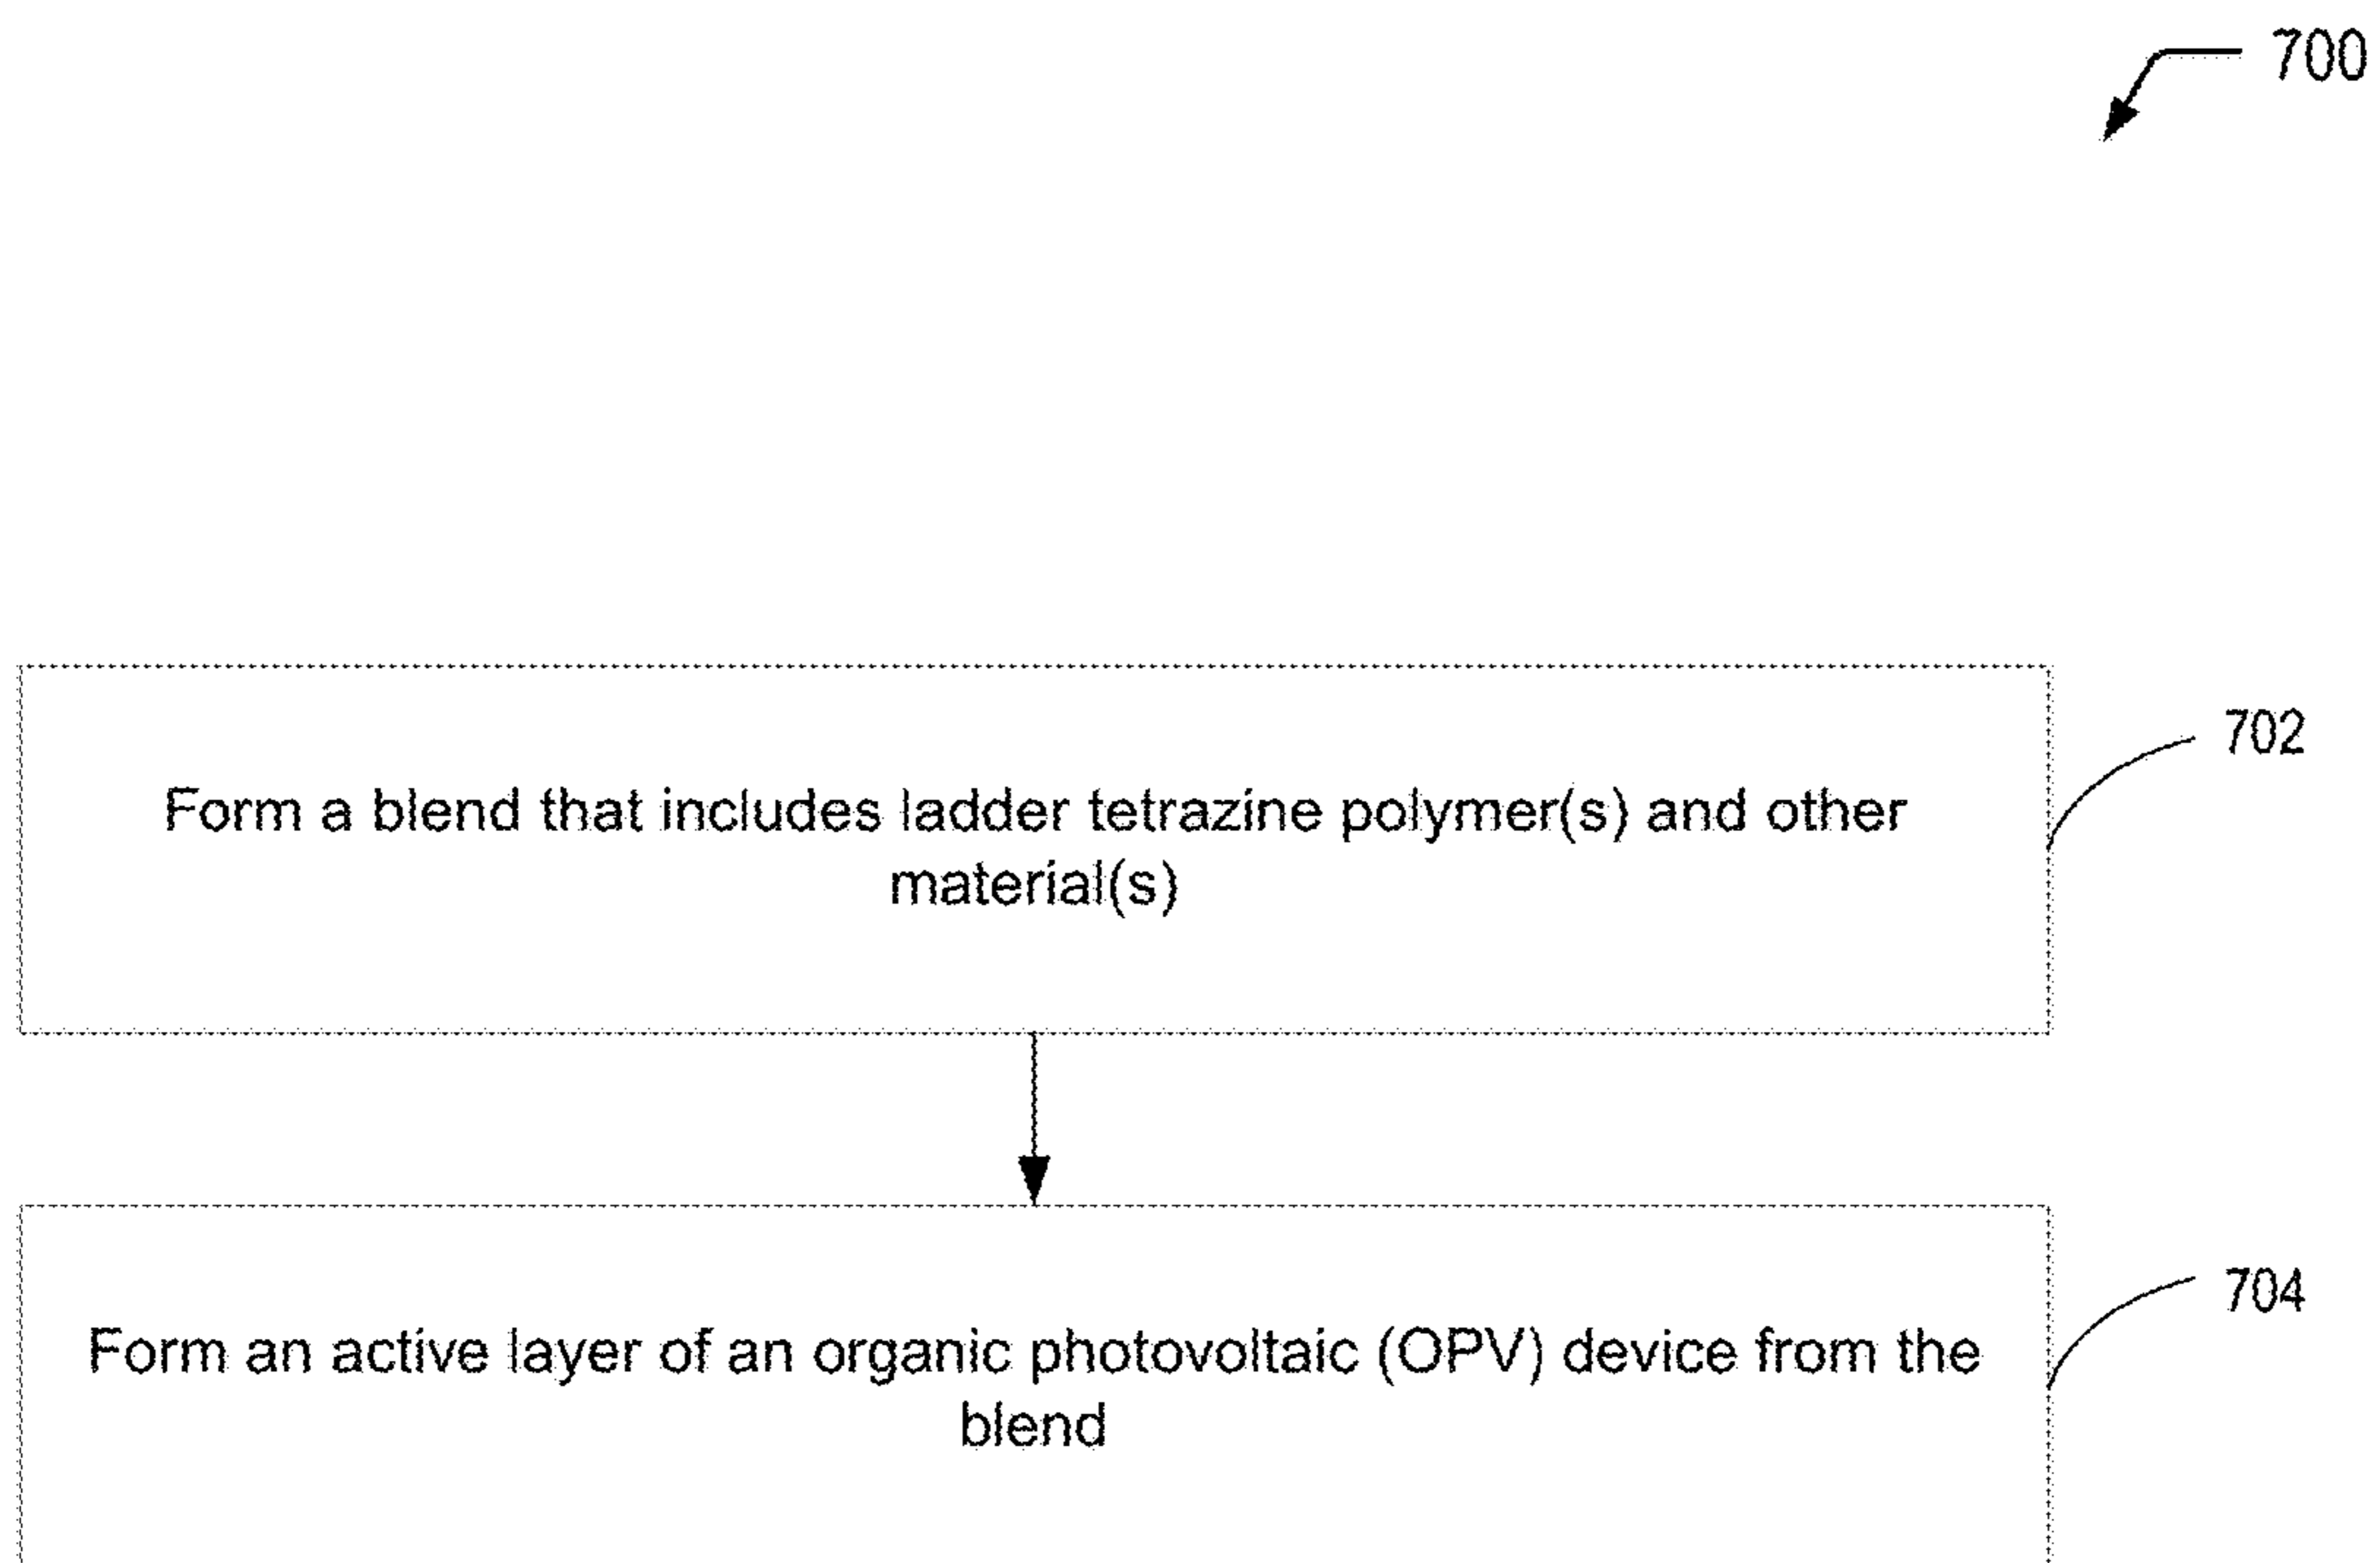 700
702
Form a blend that includes ladder tetrazine polymer(s) and other
material(s)
704
Form an active layer of an organic photovoltaic (OPV) device from the
blend